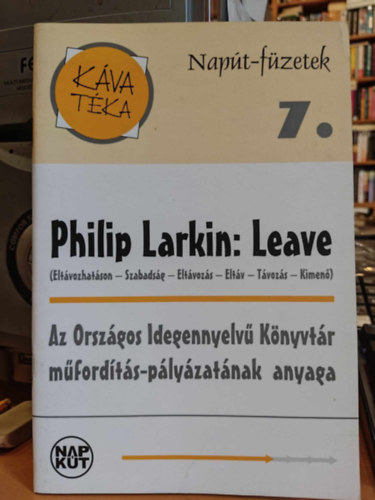 KÁVA
TÉKA
Napút-füzetek
7.
Philip Larkin: Leave
(Eltávozhatáson – Szabadság – Eltávozás – Eltáv – Távozás – Kimenő)
Az Országos Idegennyelvű Könyvtár
műfordítás-pályázatának anyaga
NAP
KÚT